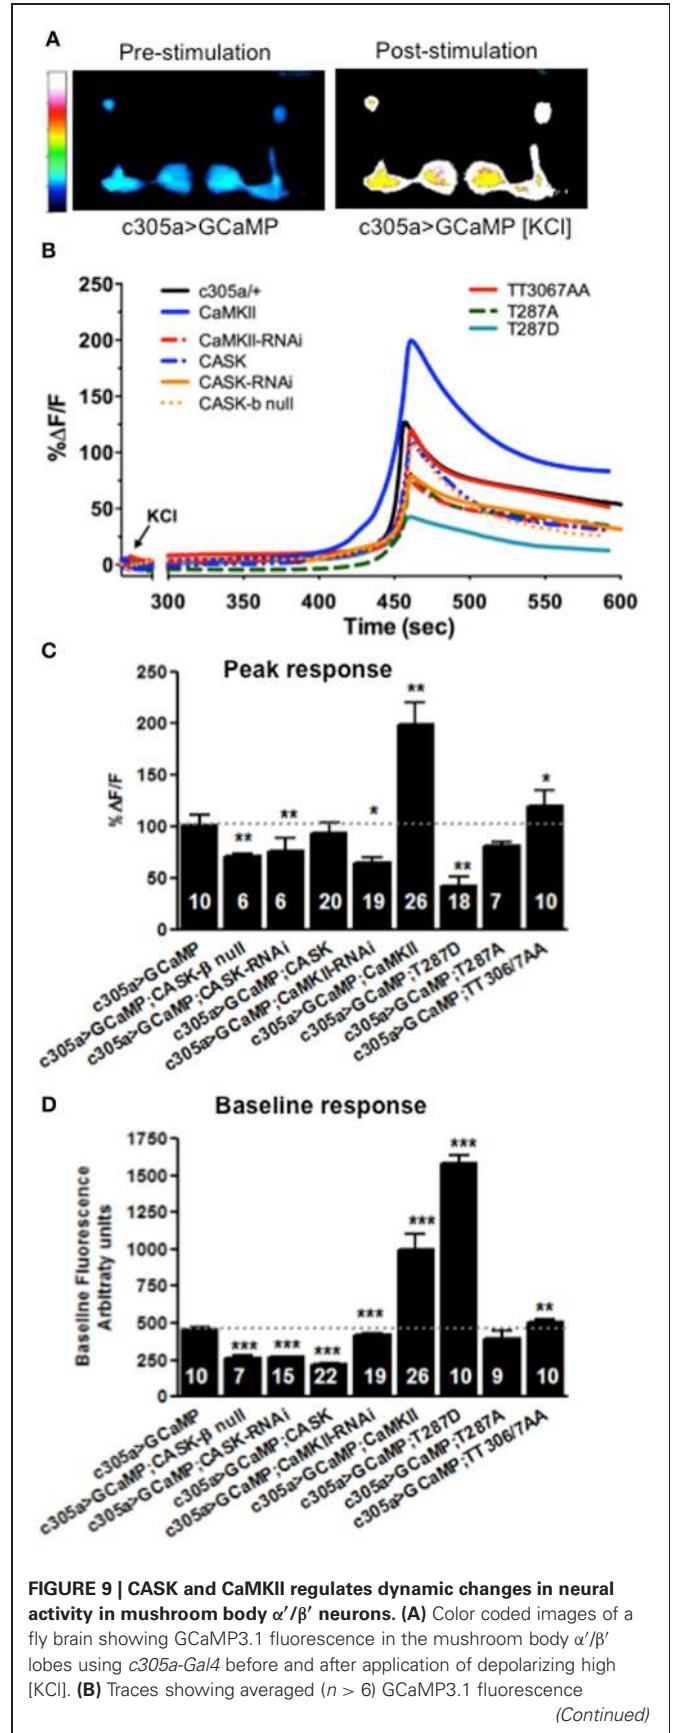 A
Pre-stimulation Post-stimulation
c305a>GCaMP c305a>GCaMP [KCl]
B
250
200
150
100
50
0
%ΔF/F
c305a/+
CaMKII
CaMKII-RNAi
CASK
CASK-RNAi
CASK-b null
TT3067AA
T287A
T287D
KCl
300 350 400 450 500 550 600
Time (sec)
C
Peak response
250
200
150
100
50
0
% ΔF/F
** ** * ** ** *
10 6 6 20 19 26 18 7 10
c305a>GCaMP
c305a>GCaMP;CASK-β null
c305a>GCaMP;CASK-RNAi
c305a>GCaMP;CASK
c305a>GCaMP;CaMKII-RNAi
c305a>GCaMP;CaMKII
c305a>GCaMP;T287D
c305a>GCaMP;T287A
c305a>GCaMP;TT306/7AA
D
Baseline response
1750
1500
1250
1000
750
500
250
0
Baseline Fluorescence
Arbitraty units
*** *** *** *** *** *** **
10 7 15 22 19 26 10 9 10
c305a>GCaMP
c305a>GCaMP;CASK-β null
c305a>GCaMP;CASK-RNAi
c305a>GCaMP;CASK
c305a>GCaMP;CaMKII-RNAi
c305a>GCaMP;CaMKII
c305a>GCaMP;T287D
c305a>GCaMP;T287A
c305a>GCaMP;TT306/7AA
FIGURE 9 | CASK and CaMKII regulates dynamic changes in neural
activity in mushroom body α′/β′ neurons. (A) Color coded images of a
fly brain showing GCaMP3.1 fluorescence in the mushroom body α′/β′
lobes using c305a-Gal4 before and after application of depolarizing high
[KCl]. (B) Traces showing averaged (n > 6) GCaMP3.1 fluorescence
(Continued)